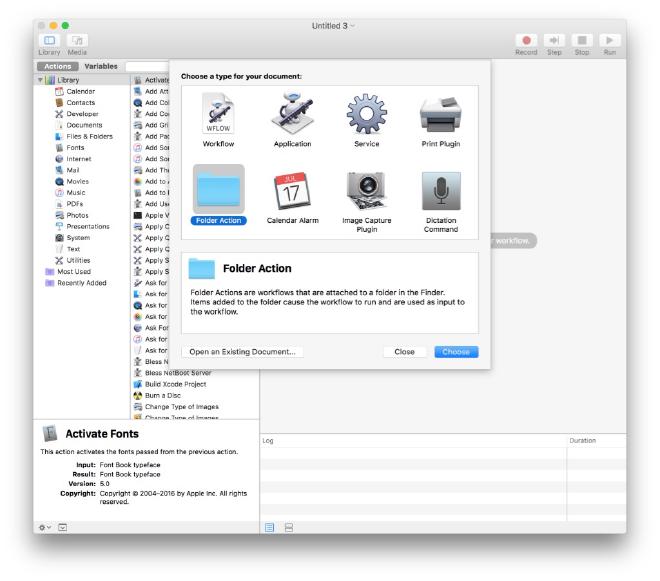 Untitled 3
Library Media
Record Step Stop Run
Actions Variables
Library
Calendar
Contacts
Developer
Documents
Files & Folders
Fonts
Internet
Mail
Movies
Music
PDFs
Photos
Presentations
System
Text
Utilities
Most Used
Recently Added
Activate
Add Att
Add Col
Add Con
Add Gri
Add Pac
Add Son
Add Son
Add Thu
Add to A
Add to F
Add Use
Apple V
Apply C
Apply Q
Apply Q
Apply S
Ask for
Ask for
Ask for
Ask for
Ask For
Ask for
Ask for
Bless N
Bless NetBoot Server
Build Xcode Project
Burn a Disc
Change Type of Images
Change Type of Images
Choose a type for your document:
WFLOW
Workflow
Application
Service
Print Plugin
Folder Action
JUL
17
Calendar Alarm
Image Capture
Plugin
Dictation
Command
r workflow.
Folder Action
Folder Actions are workflows that are attached to a folder in the Finder.
Items added to the folder cause the workflow to run and are used as input to
the workflow.
Open an Existing Document... Close Choose
Activate Fonts
This action activates the fonts passed from the previous action.
Input: Font Book typeface
Result: Font Book typeface
Version: 5.0
Copyright: Copyright © 2004–2016 by Apple Inc. All rights
reserved.
Log Duration